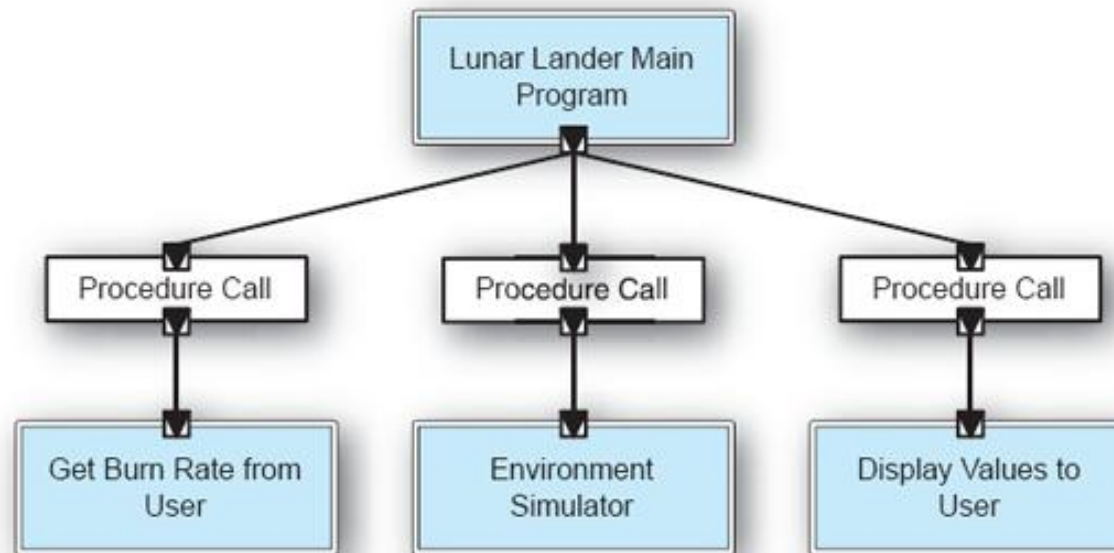 Lunar Lander Main
Program
Procedure Call
Procedure Call
Procedure Call
Get Burn Rate from
User
Environment
Simulator
Display Values to
User